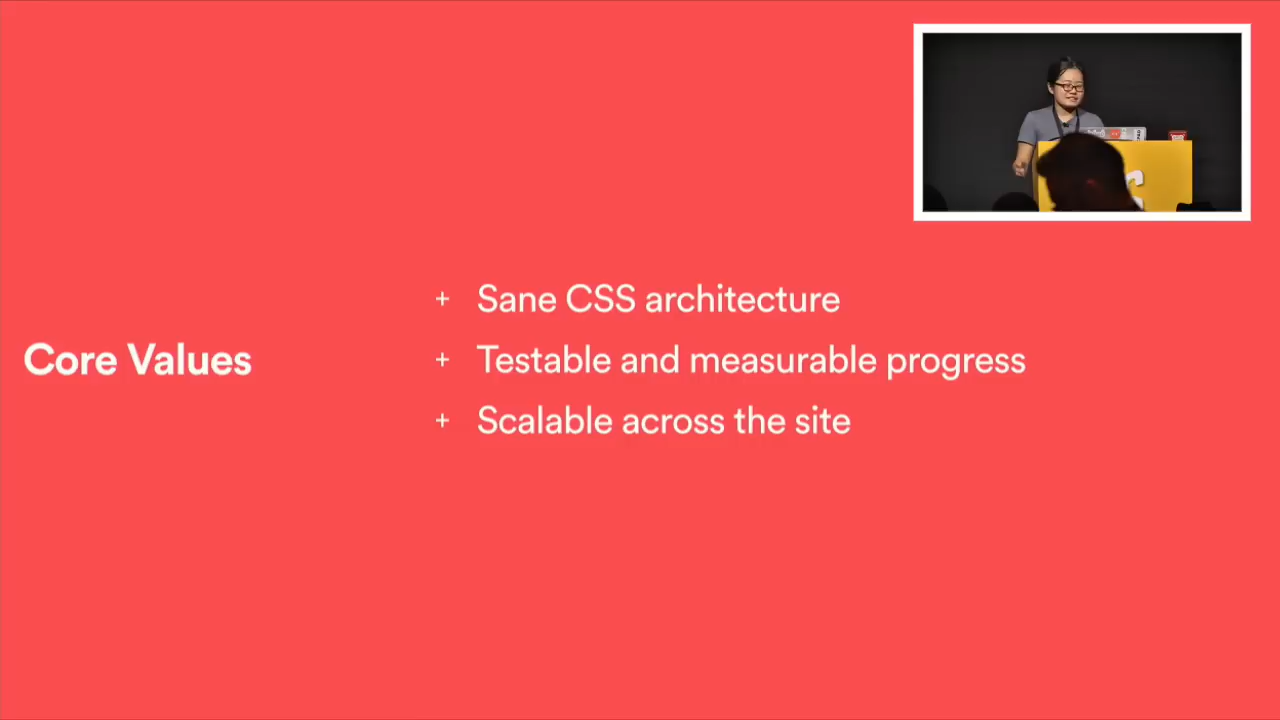 Core Values
+ Sane CSS architecture
+ Testable and measurable progress
+ Scalable across the site